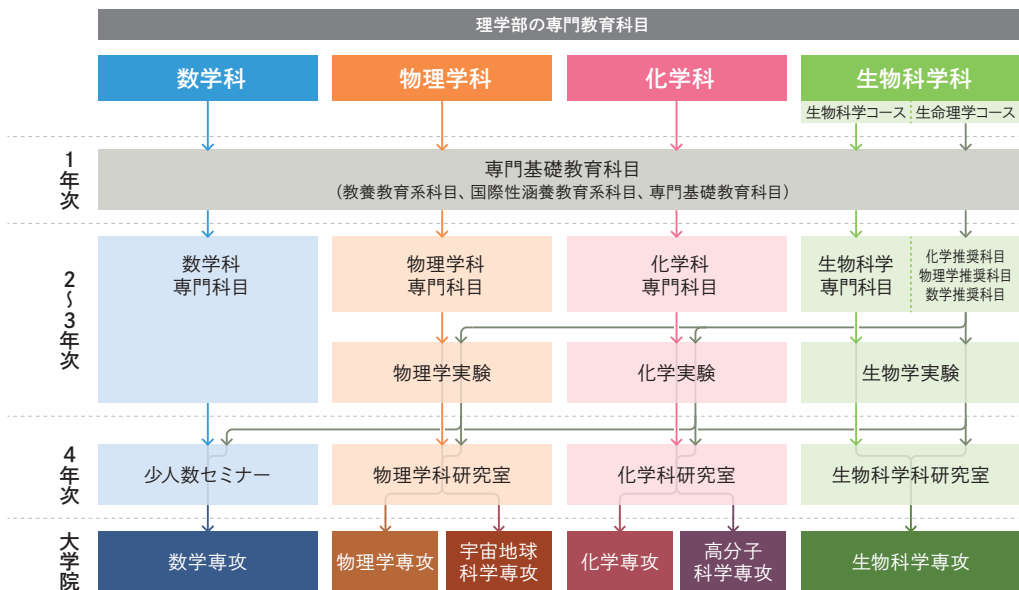 理学部の専門教育科目
数学科
物理学科
化学科
生物科学科
生物科学コース
生命理学コース
1年次
専門基礎教育科目
(教養教育系科目、国際性涵養教育系科目、専門基礎教育科目)
2〜3年次
数学科
専門科目
物理学科
専門科目
化学科
専門科目
生物科学
専門科目
化学推奨科目
物理学推奨科目
数学推奨科目
物理学実験
化学実験
生物学実験
4年次
少人数セミナー
物理学科研究室
化学科研究室
生物科学科研究室
大学院
数学専攻
物理学専攻
宇宙地球
科学専攻
化学専攻
高分子
科学専攻
生物科学専攻